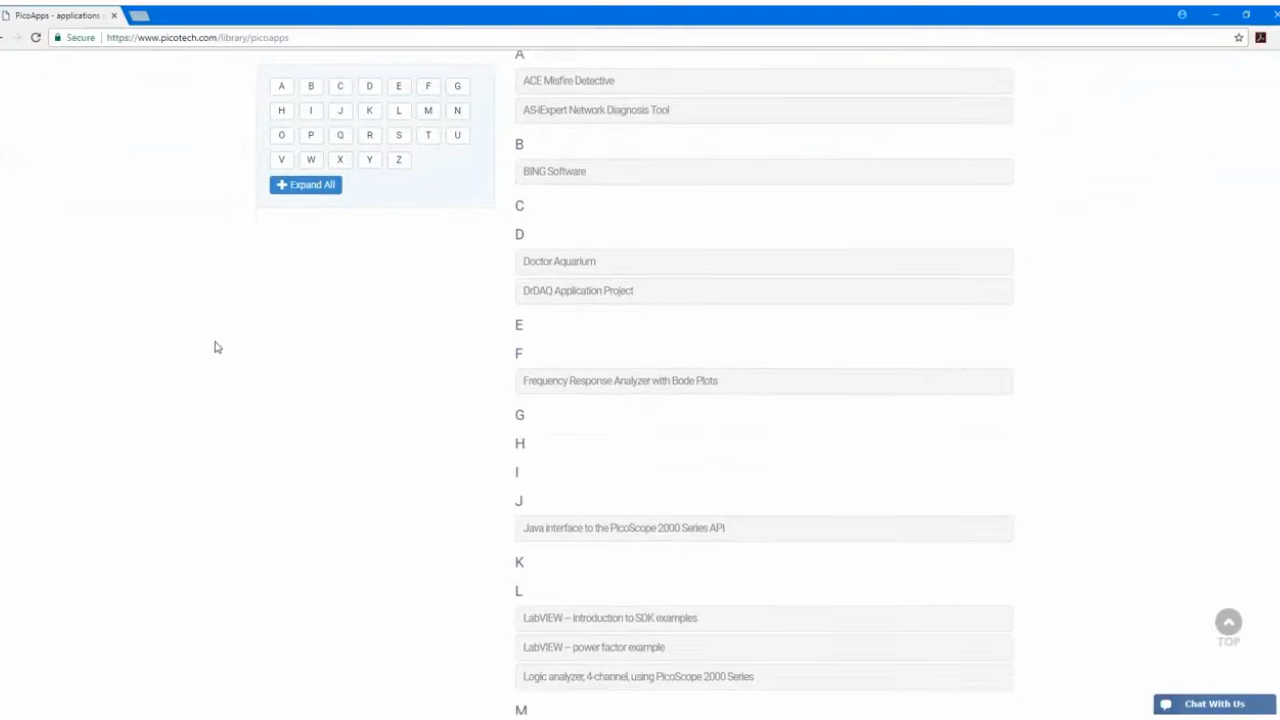 PicoApps - applications
Secure https://www.picotech.com/library/picoapps
A B C D E F G
H I J K L M N
O P Q R S T U
V W X Y Z
Expand All
A
ACE Misfire Detective
AS-iExpert Network Diagnosis Tool
B
BING Software
C
D
Doctor Aquarium
DrDAQ Application Project
E
F
Frequency Response Analyzer with Bode Plots
G
H
I
J
Java interface to the PicoScope 2000 Series API
K
L
LabVIEW – introduction to SDK examples
LabVIEW – power factor example
Logic analyzer, 4-channel, using PicoScope 2000 Series
M
TOP
Chat With Us